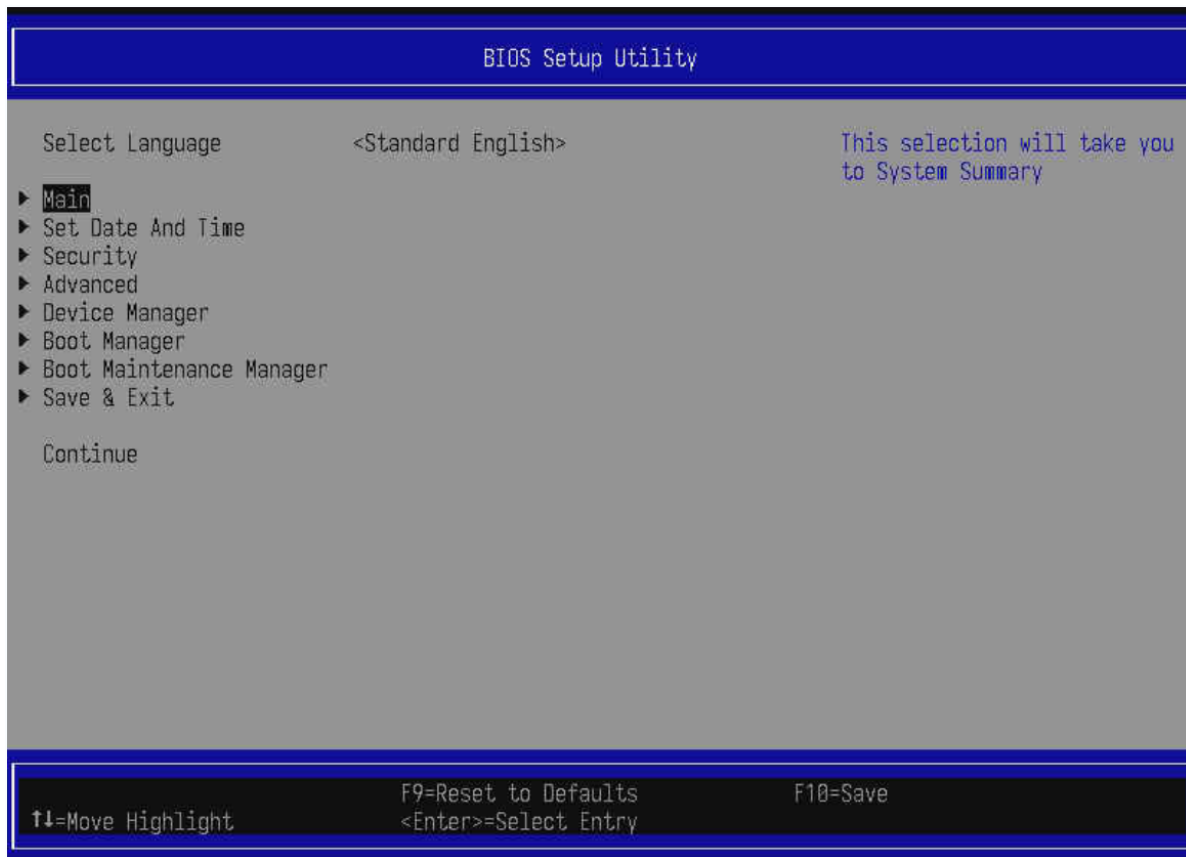 BIOS Setup Utility
Select Language <Standard English>
This selection will take you
to System Summary
Main
Set Date And Time
Security
Advanced
Device Manager
Boot Manager
Boot Maintenance Manager
Save & Exit
Continue
F9=Reset to Defaults F10=Save
↑↓=Move Highlight <Enter>=Select Entry